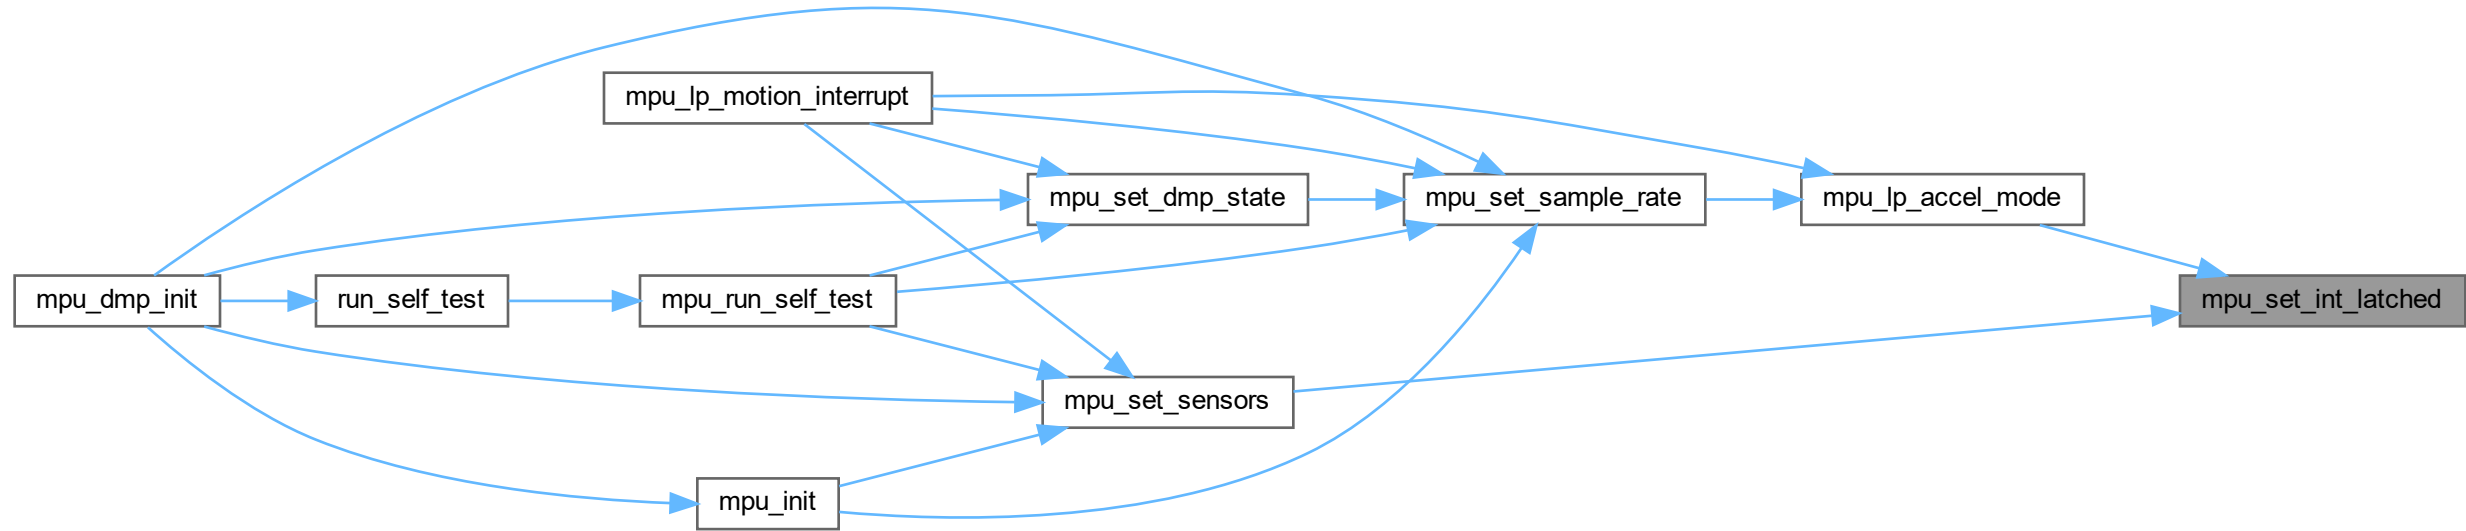 mpu_lp_motion_interrupt
mpu_set_dmp_state
mpu_set_sample_rate
mpu_lp_accel_mode
mpu_dmp_init
run_self_test
mpu_run_self_test
mpu_set_int_latched
mpu_set_sensors
mpu_init